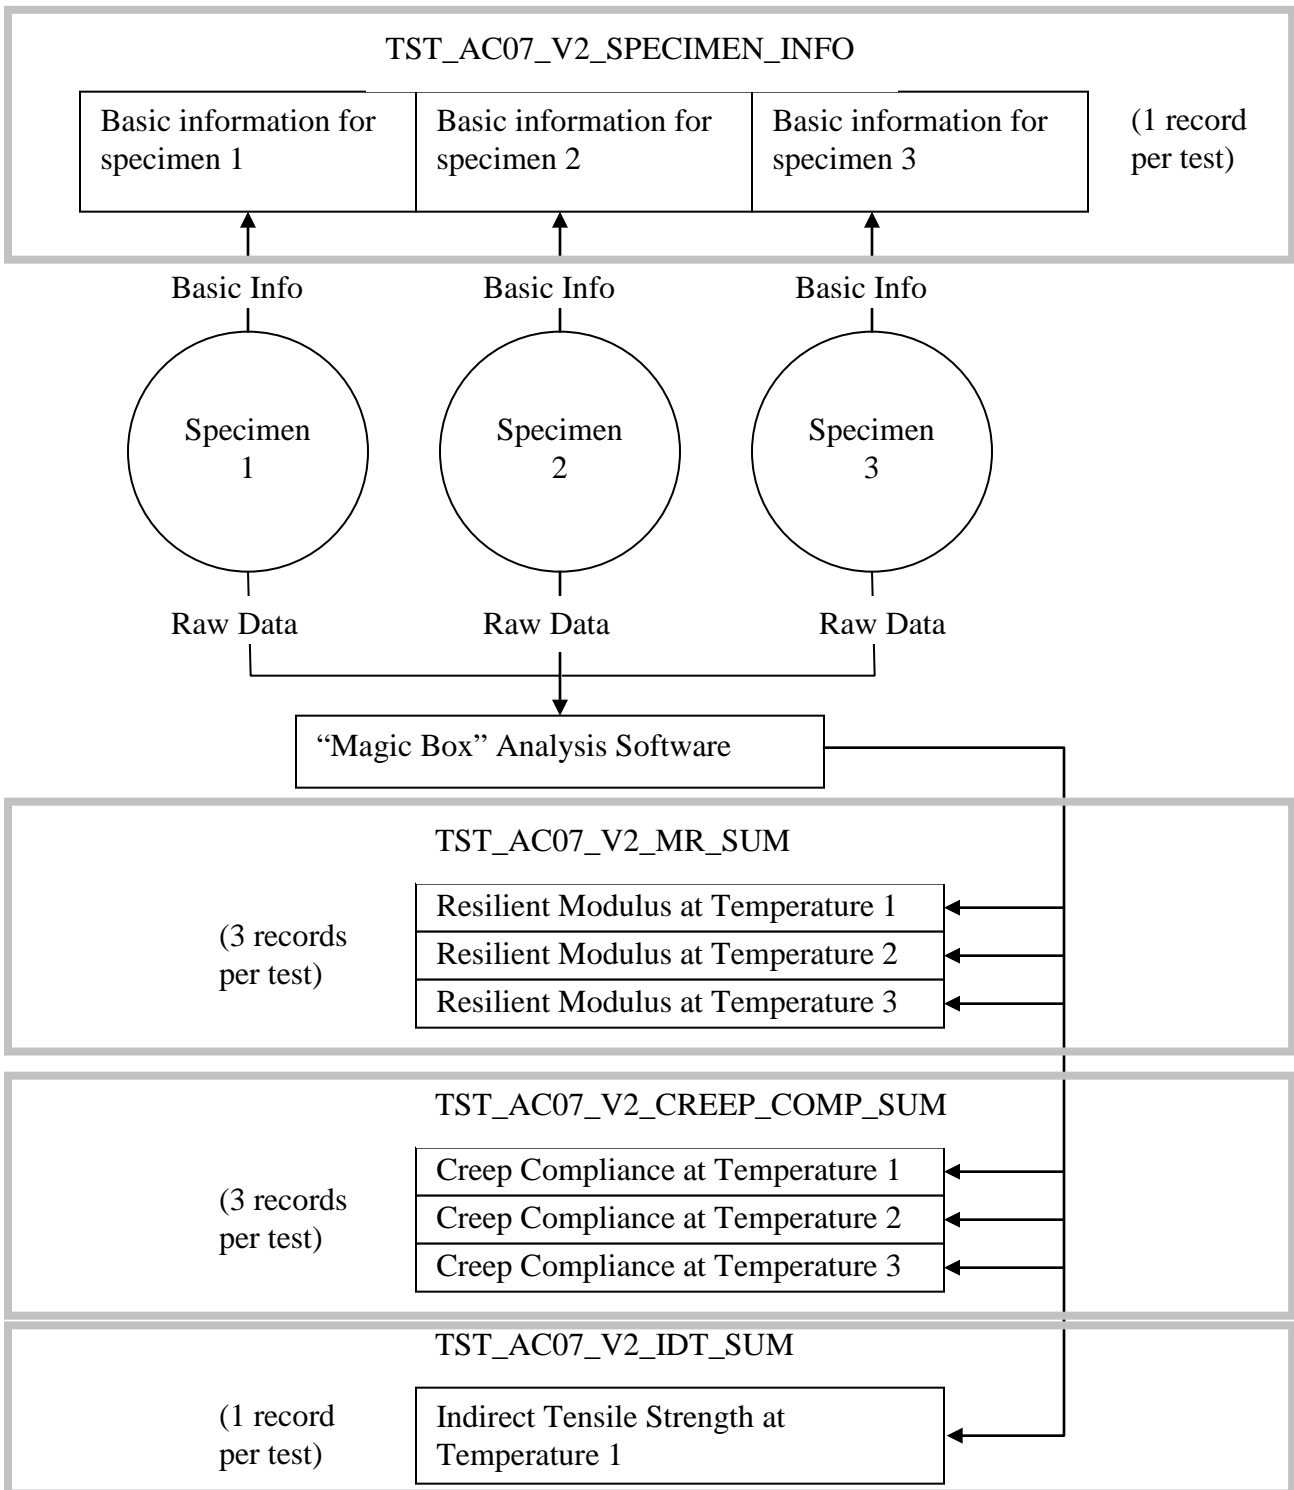 TST_AC07_V2_SPECIMEN_INFO
Basic information for
specimen 1
Basic information for
specimen 2
Basic information for
specimen 3
(1 record
per test)
Basic Info
Basic Info
Basic Info
Specimen
1
Specimen
2
Specimen
3
Raw Data
Raw Data
Raw Data
“Magic Box” Analysis Software
TST_AC07_V2_MR_SUM
(3 records
per test)
Resilient Modulus at Temperature 1
Resilient Modulus at Temperature 2
Resilient Modulus at Temperature 3
TST_AC07_V2_CREEP_COMP_SUM
(3 records
per test)
Creep Compliance at Temperature 1
Creep Compliance at Temperature 2
Creep Compliance at Temperature 3
TST_AC07_V2_IDT_SUM
(1 record
per test)
Indirect Tensile Strength at
Temperature 1